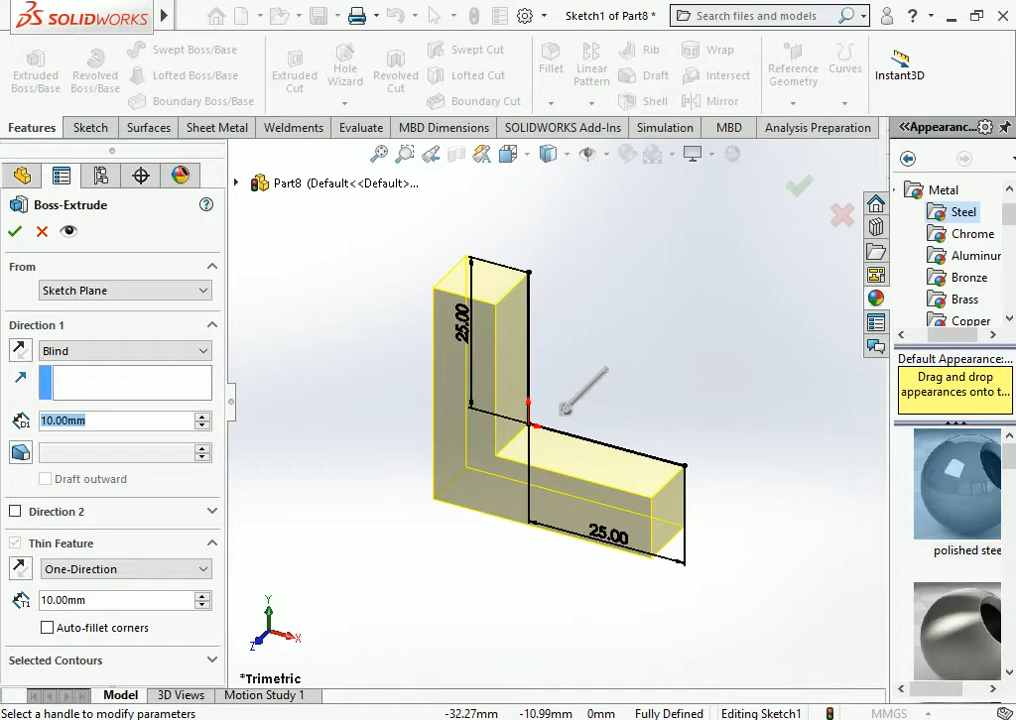 SOLIDWORKS
Sketch1 of Part8 *
Search files and models
Extruded
Boss/Base
Revolved
Boss/Base
Swept Boss/Base
Lofted Boss/Base
Boundary Boss/Base
Extruded
Cut
Hole
Wizard
Revolved
Cut
Swept Cut
Lofted Cut
Boundary Cut
Fillet
Linear
Pattern
Rib
Draft
Shell
Wrap
Intersect
Mirror
Reference
Geometry
Curves
Instant3D
Features
Sketch
Surfaces
Sheet Metal
Weldments
Evaluate
MBD Dimensions
SOLIDWORKS Add-Ins
Simulation
MBD
Analysis Preparation
<<Appearanc...
Part8 (Default<<Default>...
Boss-Extrude
From
Sketch Plane
Direction 1
Blind
D1
10.00mm
Draft outward
Direction 2
Thin Feature
One-Direction
T1
10.00mm
Auto-fillet corners
Selected Contours
25.00
25.00
Y
X
Z
*Trimetric
Metal
Steel
Chrome
Aluminur
Bronze
Brass
Copper
Default Appearance:...
Drag and drop
appearances onto t...
polished stee
Model
3D Views
Motion Study 1
Select a handle to modify parameters
-32.27mm
-10.99mm
0mm
Fully Defined
Editing Sketch1
MMGS